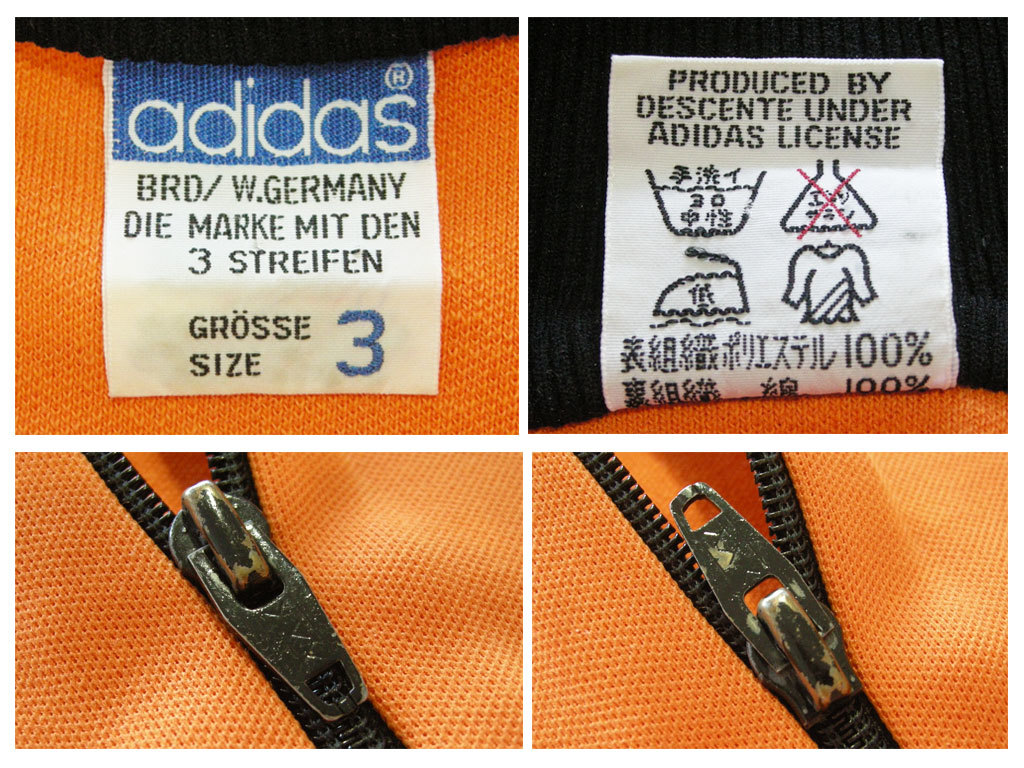 adidas®
BRD/ W.GERMANY
DIE MARKE MIT DEN
3 STREIFEN
GRÖSSE 3
SIZE
PRODUCED BY
DESCENTE UNDER
ADIDAS LICENSE
手洗イ
30
中性
低
表組織ポリエステル100%
裏組織 綿 100%